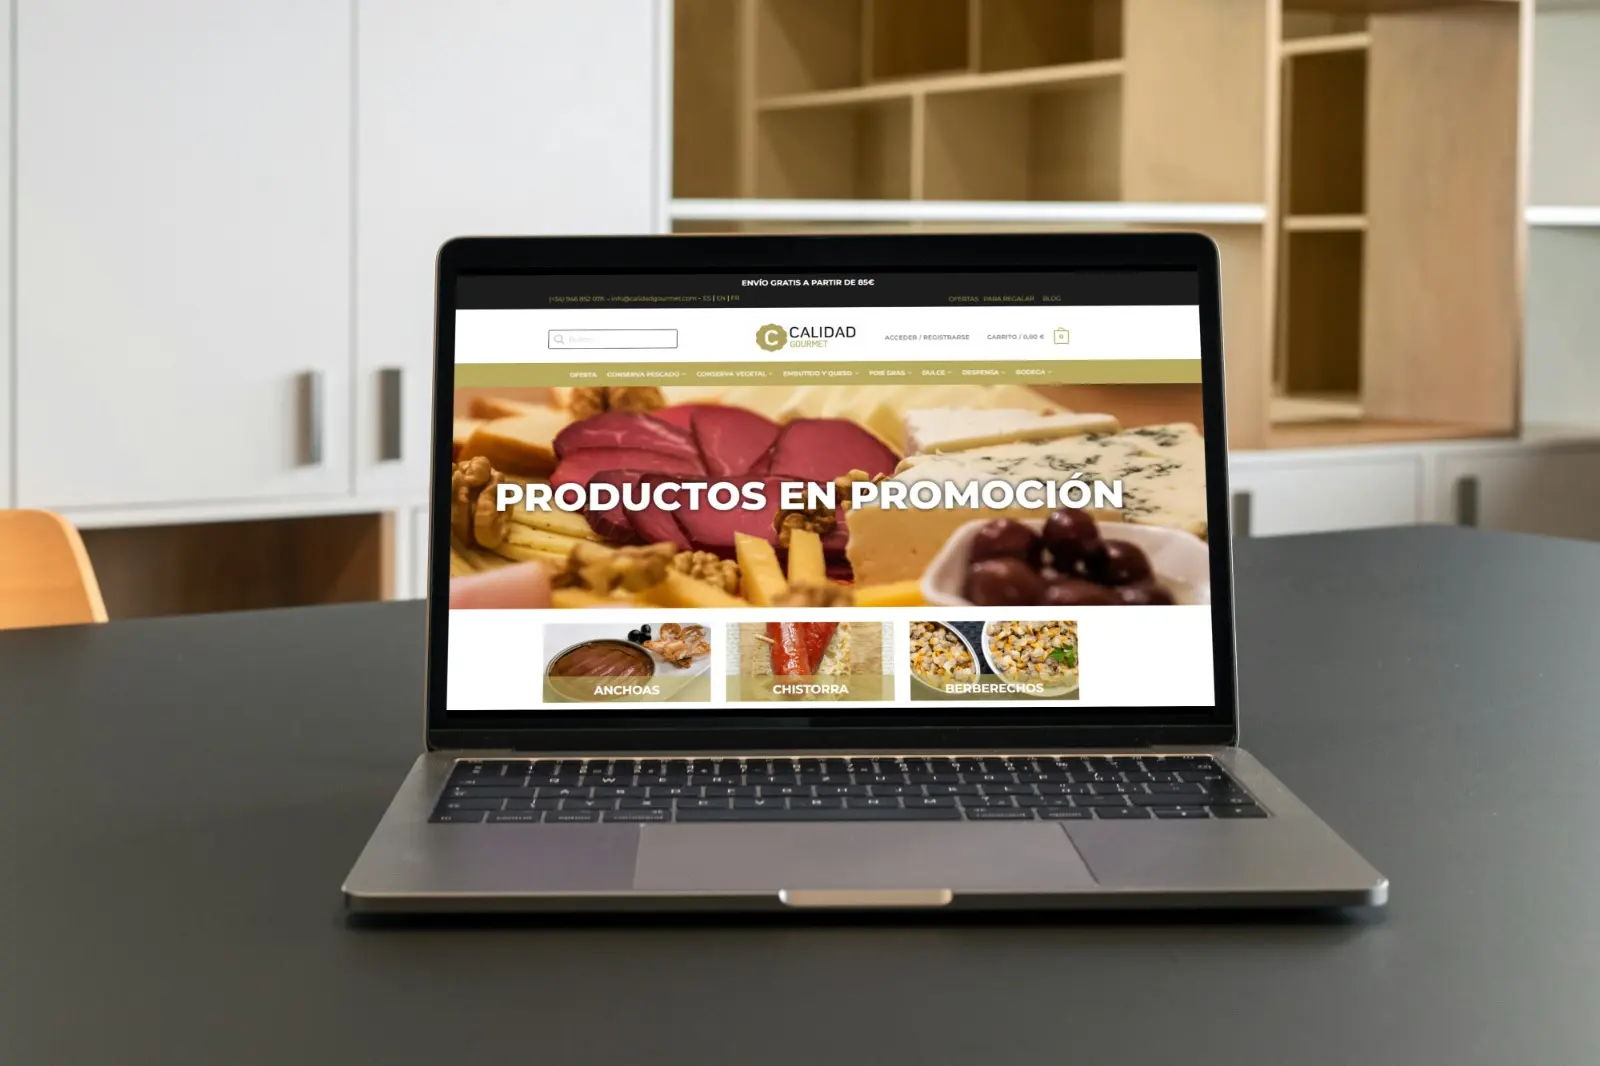 ENVÍO GRATIS A PARTIR DE 85€
(+34) 946 852 078 - info@calidadgourmet.com - ES | EN | FR
OFERTAS PARA REGALAR BLOG
Buscar
C CALIDAD
GOURMET
ACCEDER / REGISTRARSE
CARRITO / 0,00 €
0
OFERTA CONSERVA PESCADO CONSERVA VEGETAL EMBUTIDO Y QUESO FOIE GRAS DULCE DESPENSA BODEGA
PRODUCTOS EN PROMOCIÓN
ANCHOAS
CHISTORRA
BERBERECHOS